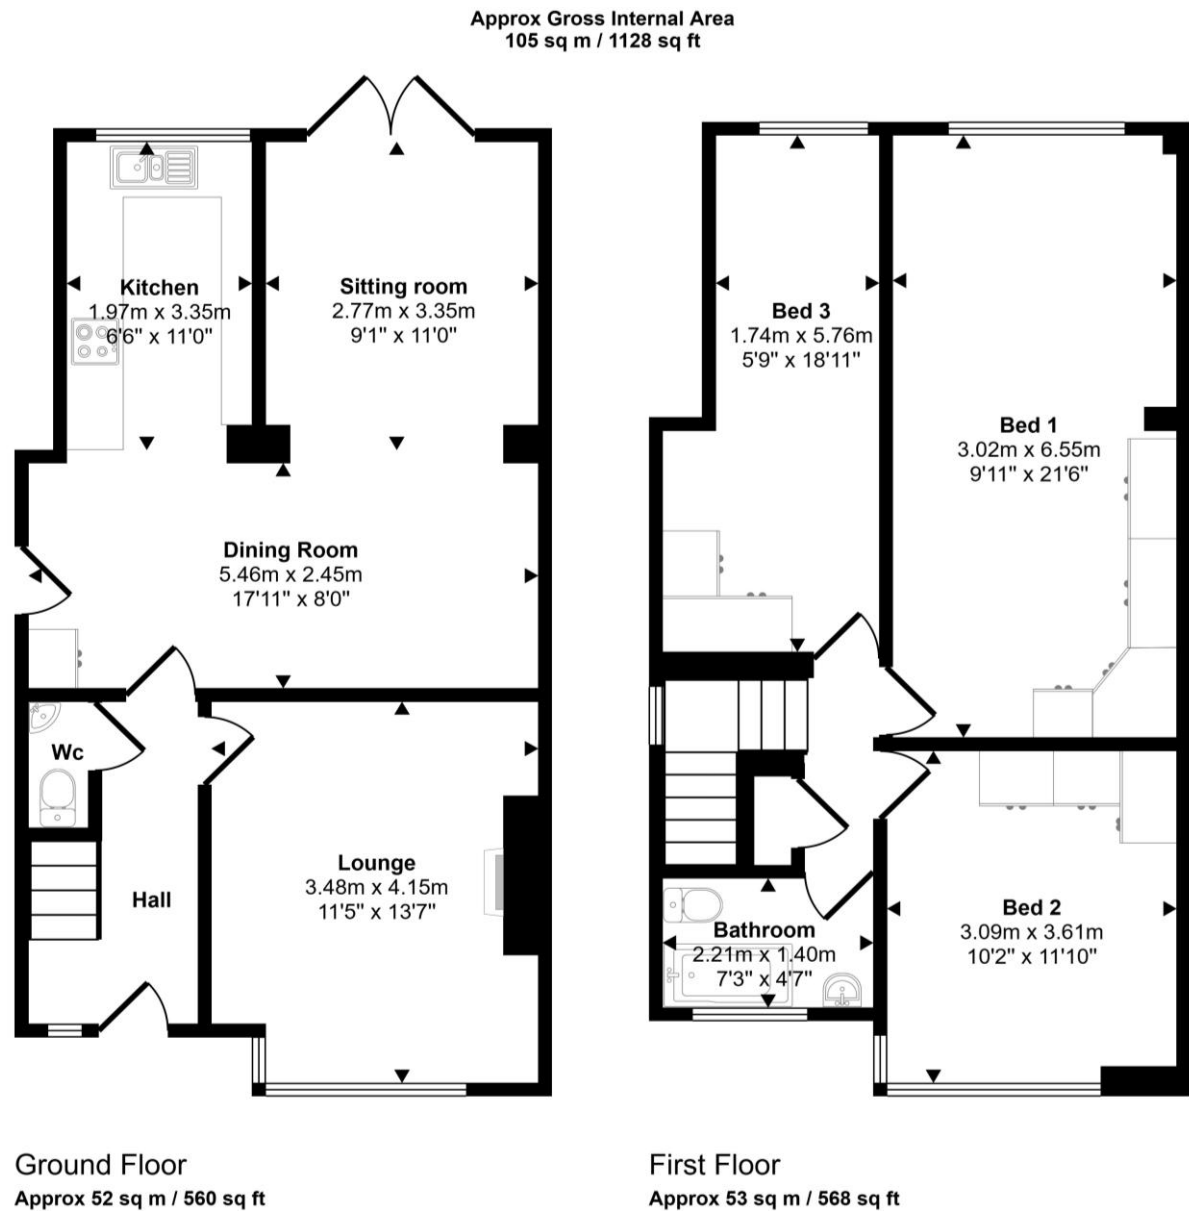 Approx Gross Internal Area
105 sq m / 1128 sq ft
Kitchen
1.97m x 3.35m
6'6" x 11'0"
Sitting room
2.77m x 3.35m
9'1" x 11'0"
Dining Room
5.46m x 2.45m
17'11" x 8'0"
Wc
Hall
Lounge
3.48m x 4.15m
11'5" x 13'7"
Ground Floor
Approx 52 sq m / 560 sq ft
Bed 3
1.74m x 5.76m
5'9" x 18'11"
Bed 1
3.02m x 6.55m
9'11" x 21'6"
Bathroom
2.21m x 1.40m
7'3" x 4'7"
Bed 2
3.09m x 3.61m
10'2" x 11'10"
First Floor
Approx 53 sq m / 568 sq ft